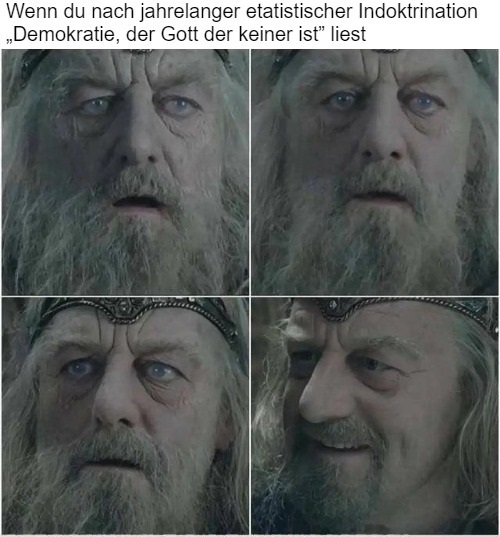 Wenn du nach jahrelanger etatistischer Indoktrination
„Demokratie, der Gott der keiner ist” liest